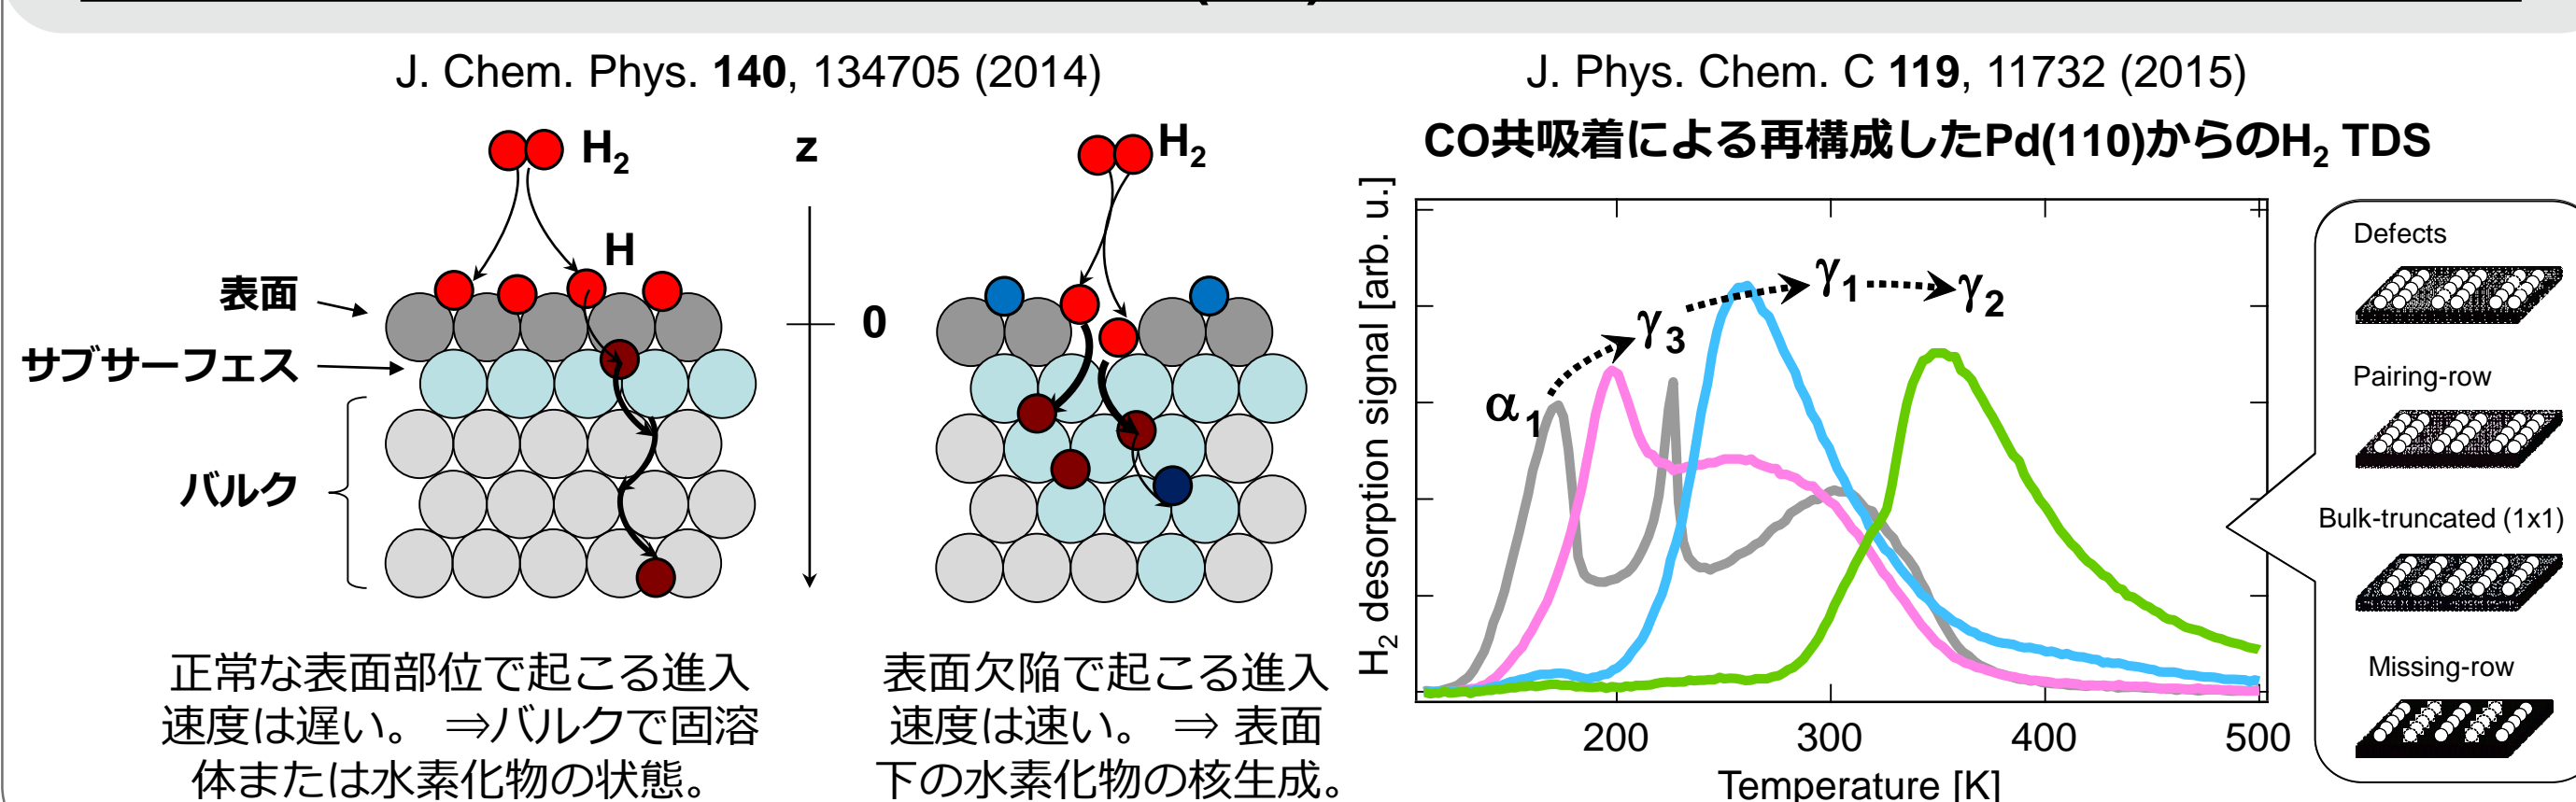 J. Chem. Phys. 140, 134705 (2014)
H2
z
H2
H
表面
0
サブサーフェス
バルク
正常な表面部位で起こる進入
速度は遅い。 ⇒バルクで固溶
体または水素化物の状態。
表面欠陥で起こる進入
速度は速い。 ⇒ 表面
下の水素化物の核生成。
J. Phys. Chem. C 119, 11732 (2015)
CO共吸着による再構成したPd(110)からのH2 TDS
H2 desorption signal [arb. u.]
α1
γ3
γ1
γ2
200
300
400
500
Temperature [K]
Defects
Pairing-row
Bulk-truncated (1x1)
Missing-row